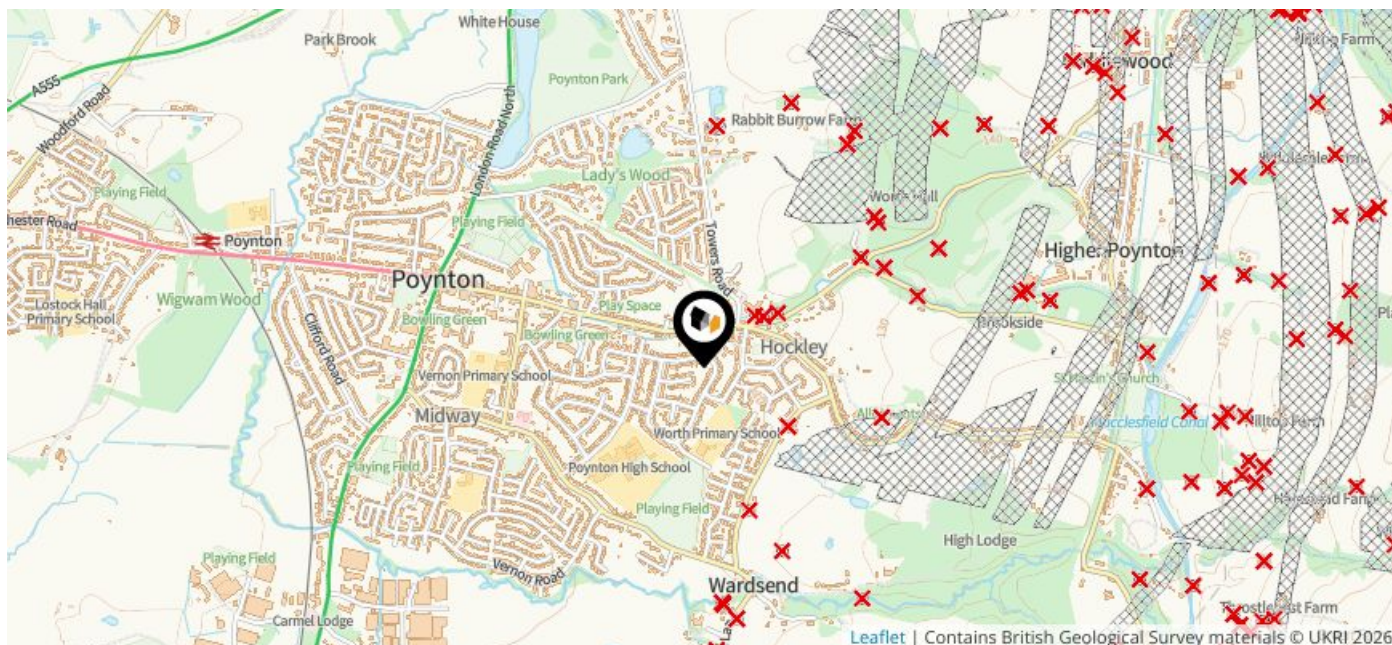 White House
Park Brook
A555
Woodford Road
London Road North
Poynton Park
Rabbit Burrow Farm
Lady's Wood
Playing Field
Playing Field
Towers Road
Poynton
Poynton
Higher Poynton
Wigwam Wood
Lostock Hall
Primary School
Clifford Road
Bowling Green
Play Space
Bowling Green
Brookside
Hockley
Vernon Primary School
Midway
Worth Primary School
Macclesfield Canal
Hilltop Farm
Poynton High School
Playing Field
Playing Field
High Lodge
Vernon Road
Playing Field
Wardsend
Carmel Lodge
Leaflet | Contains British Geological Survey materials © UKRI 2026